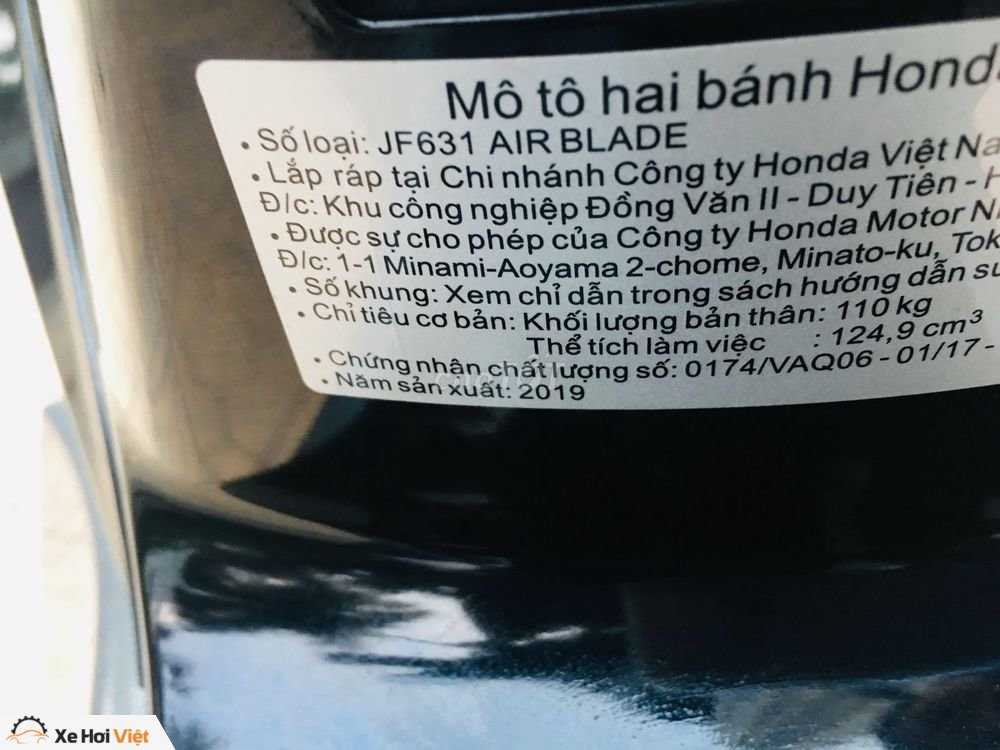 Mô tô hai bánh Hond
• Số loại: JF631 AIR BLADE
• Lắp ráp tại Chi nhánh Công ty Honda Việt Na
Đ/c: Khu công nghiệp Đồng Văn II - Duy Tiên - H
• Được sự cho phép của Công ty Honda Motor
Đ/c: 1-1 Minami-Aoyama 2-chome, Minato-ku, Tok
• Số khung: Xem chỉ dẫn trong sách hướng dẫn sử
• Chỉ tiêu cơ bản: Khối lượng bản thân: 110 kg
Thể tích làm việc : 124,9 cm³
• Chứng nhận chất lượng số: 0174/VAQ06 - 01/17 -
• Năm sản xuất: 2019
Xe Hơi Việt